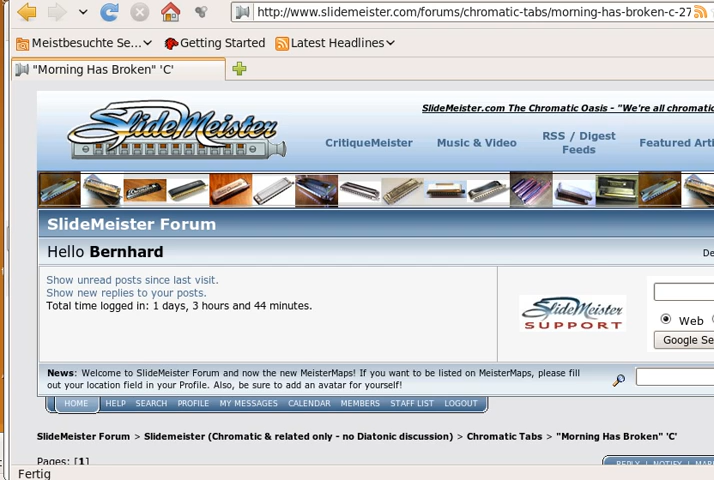 http://www.slidemeister.com/forums/chromatic-tabs/morning-has-broken-c-27
Meistbesuchte Se... Getting Started Latest Headlines
"Morning Has Broken" 'C'
SlideMeister
SlideMeister.com The Chromatic Oasis - "We're all chromatic
CritiqueMeister Music & Video RSS / Digest Feeds Featured Arti
SlideMeister Forum
Hello Bernhard
De
Show unread posts since last visit.
Show new replies to your posts.
Total time logged in: 1 days, 3 hours and 44 minutes.
SlideMeister
SUPPORT
Web
Google Se
News: Welcome to SlideMeister Forum and now the new MeisterMaps! If you want to be listed on MeisterMaps, please fill
out your location field in your Profile. Also, be sure to add an avatar for yourself!
HOME HELP SEARCH PROFILE MY MESSAGES CALENDAR MEMBERS STAFF LIST LOGOUT
SlideMeister Forum > Slidemeister (Chromatic & related only - no Diatonic discussion) > Chromatic Tabs > "Morning Has Broken" 'C'
Pages: [1]
REPLY | NOTIFY | MAR
Fertig